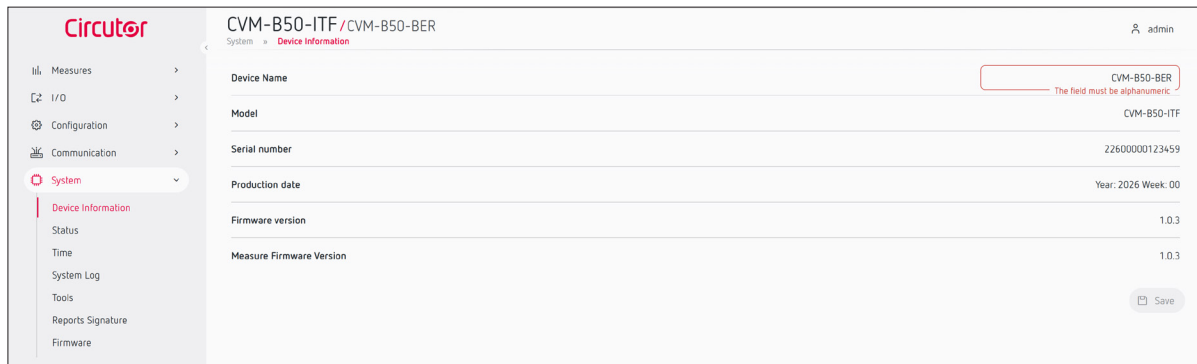 Circutor
CVM-B50-ITF/CVM-B50-BER
System » Device Information
admin
Measures
I/O
Configuration
Communication
System
Device Information
Status
Time
System Log
Tools
Reports Signature
Firmware
Device Name CVM-B50-BER
The field must be alphanumeric
Model CVM-B50-ITF
Serial number 22600000123459
Production date Year: 2026 Week: 00
Firmware version 1.0.3
Measure Firmware Version 1.0.3
Save